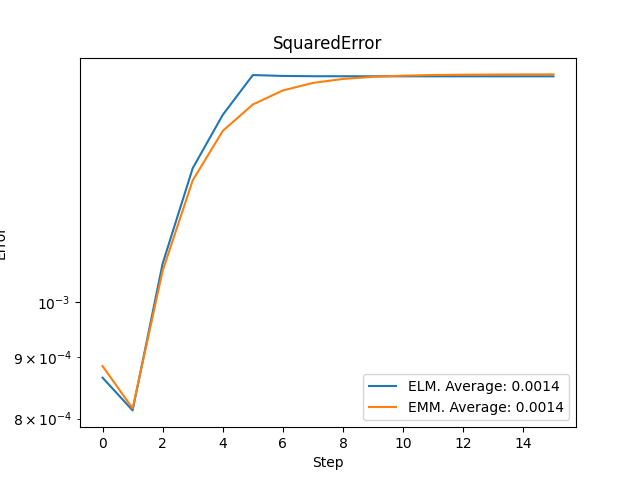 SquaredError
Error
10⁻³
9 × 10⁻⁴
8 × 10⁻⁴
0 2 4 6 8 10 12 14
Step
ELM. Average: 0.0014
EMM. Average: 0.0014